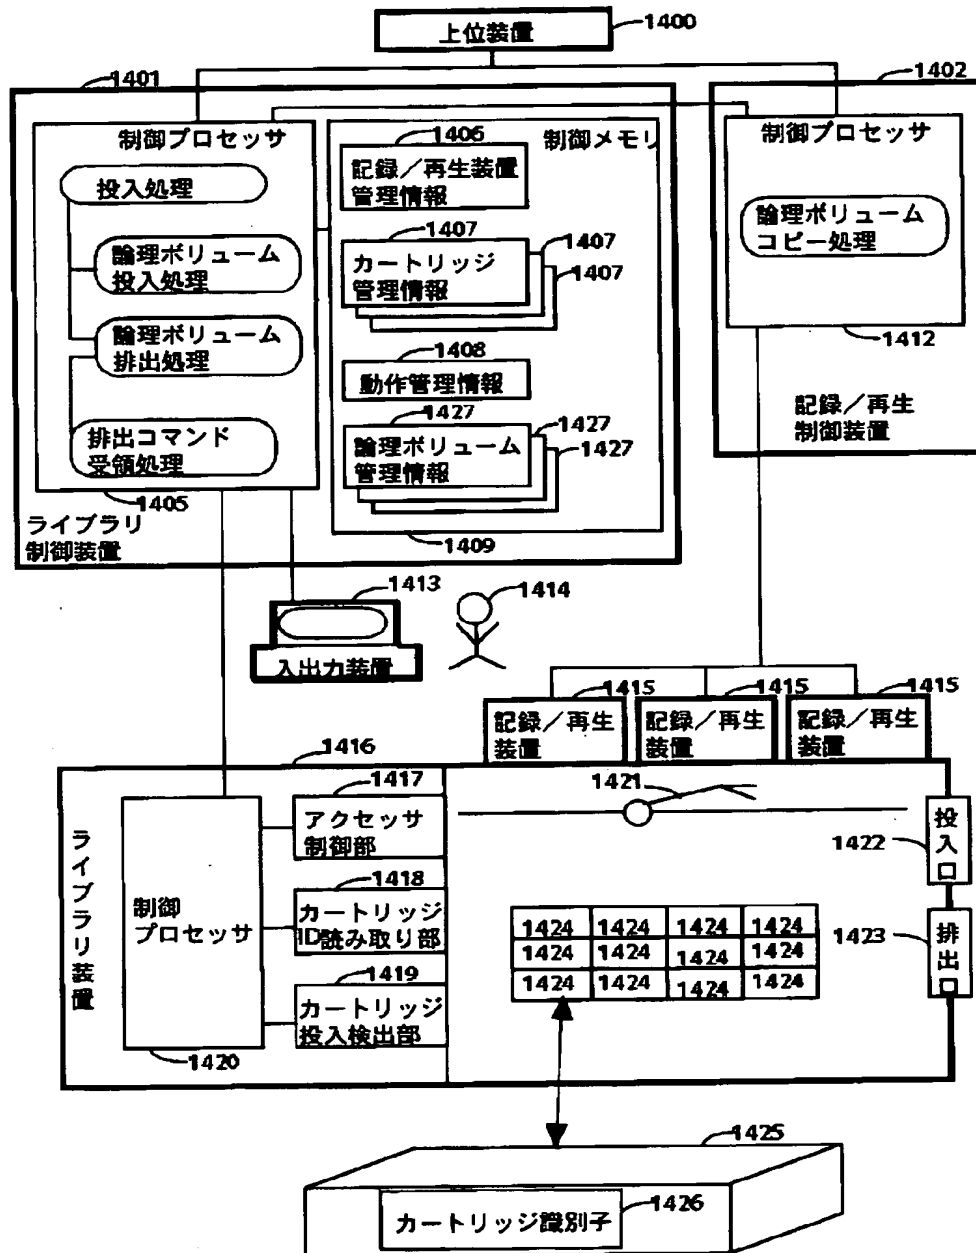 上位装置
1400
1401
1402
制御プロセッサ
投入処理
論理ボリューム
投入処理
論理ボリューム
排出処理
排出コマンド
受領処理
1405
ライブラリ
制御装置
制御メモリ
1406
記録／再生装置
管理情報
1407
1407
1407
カートリッジ
管理情報
1408
動作管理情報
1427
1427
1427
論理ボリューム
管理情報
1409
制御プロセッサ
論理ボリューム
コピー処理
1412
記録／再生
制御装置
1413
入出力装置
1414
1415
記録／再生
装置
1415
記録／再生
装置
1415
記録／再生
装置
1416
ライブラリ装置
制御
プロセッサ
1420
1417
アクセッサ
制御部
1418
カートリッジ
ID読み取り部
1419
カートリッジ
投入検出部
1421
1422
投入口
1423
排出口
1424 1424 1424 1424
1424 1424 1424 1424
1424 1424 1424 1424
1425
カートリッジ識別子
1426